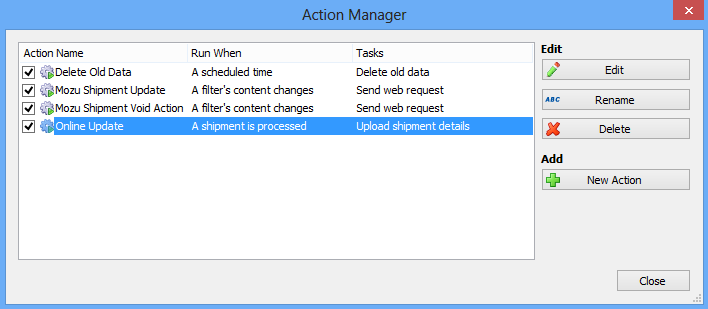 Action Manager
Action Name Run When Tasks
Delete Old Data A scheduled time Delete old data
Mozu Shipment Update A filter's content changes Send web request
Mozu Shipment Void Action A filter's content changes Send web request
Online Update A shipment is processed Upload shipment details
Edit
Edit
ABC Rename
Delete
Add
New Action
Close